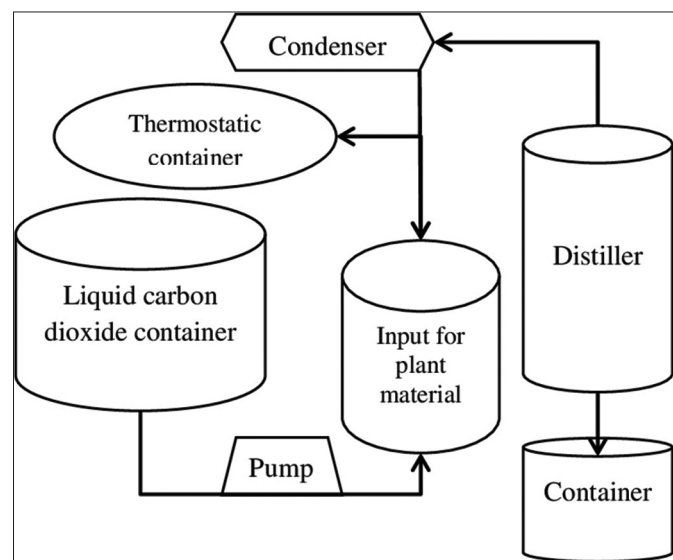 Condenser
Thermostatic
container
Liquid carbon
dioxide container
Distiller
Input for
plant
material
Pump
Container